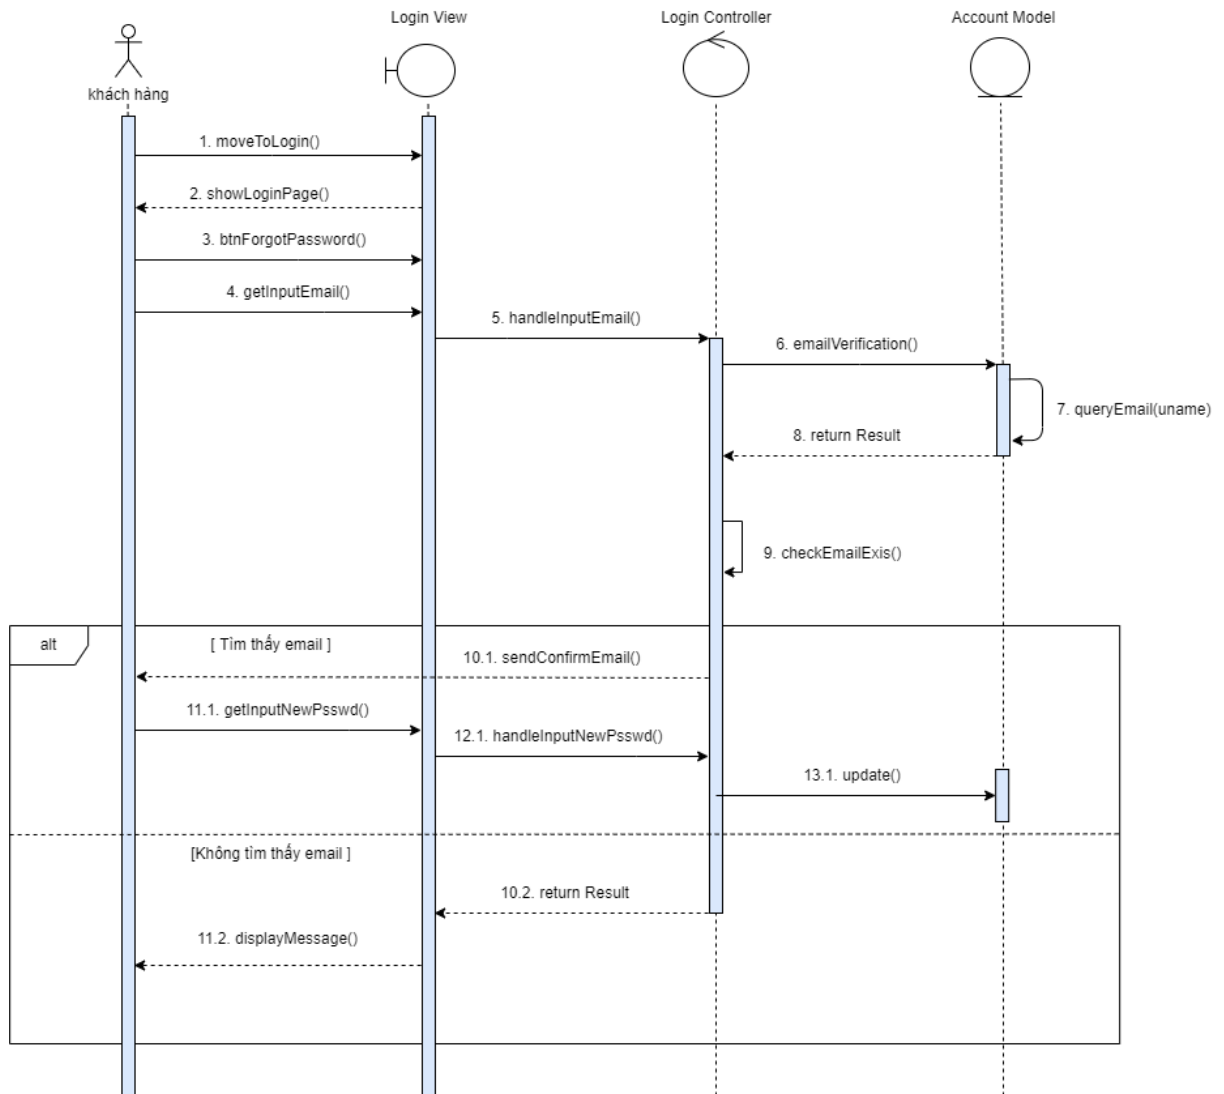 Login View
Login Controller
Account Model
khách hàng
1. moveToLogin()
2. showLoginPage()
3. btnForgotPassword()
4. getInputEmail()
5. handleInputEmail()
6. emailVerification()
7. queryEmail(uname)
8. return Result
9. checkEmailExis()
alt
[ Tìm thấy email ]
10.1. sendConfirmEmail()
11.1. getInputNewPsswd()
12.1. handleInputNewPsswd()
13.1. update()
[Không tìm thấy email ]
10.2. return Result
11.2. displayMessage()